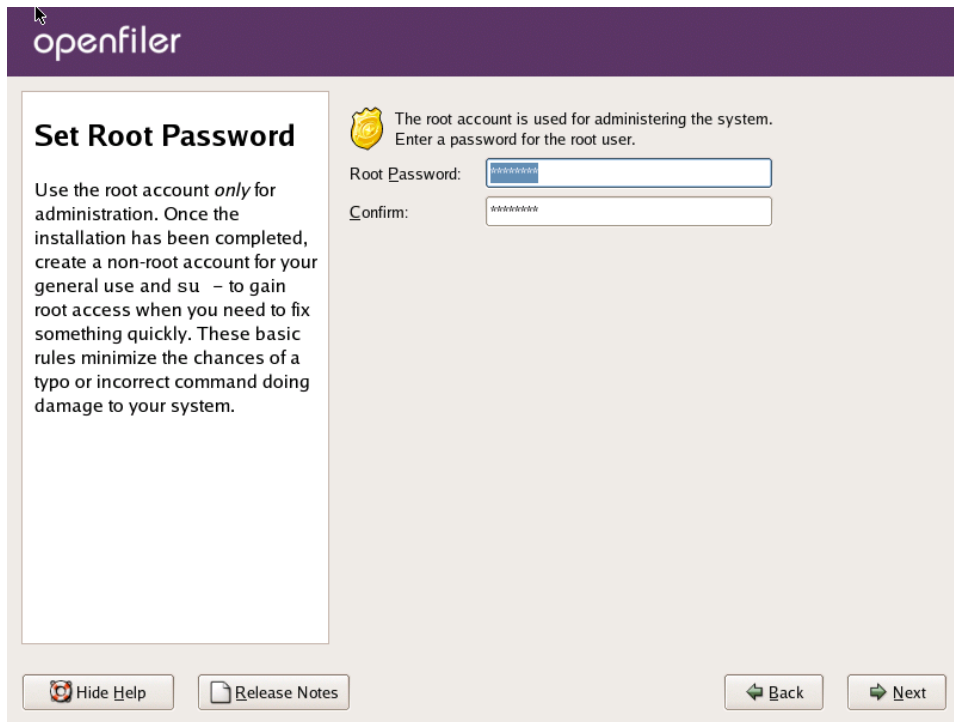 openfiler
Set Root Password
Use the root account only for
administration. Once the
installation has been completed,
create a non-root account for your
general use and su - to gain
root access when you need to fix
something quickly. These basic
rules minimize the chances of a
typo or incorrect command doing
damage to your system.
The root account is used for administering the system.
Enter a password for the root user.
Root Password: ********
Confirm: ********
Hide Help
Release Notes
Back
Next